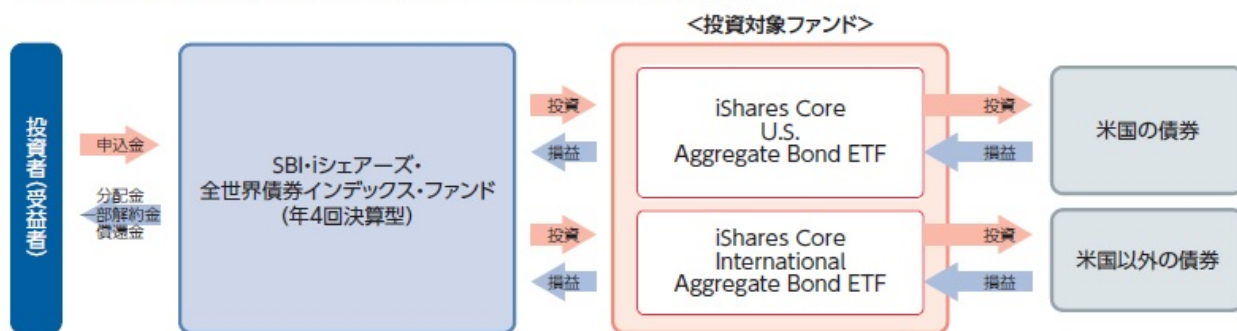 <投資対象ファンド>
投資者(受益者)
申込金
分配金
一部解約金
償還金
SBI・iシェアーズ・
全世界債券インデックス・ファンド
(年4回決算型)
投資
損益
iShares Core
U.S.
Aggregate Bond ETF
投資
損益
米国の債券
投資
損益
iShares Core
International
Aggregate Bond ETF
投資
損益
米国以外の債券